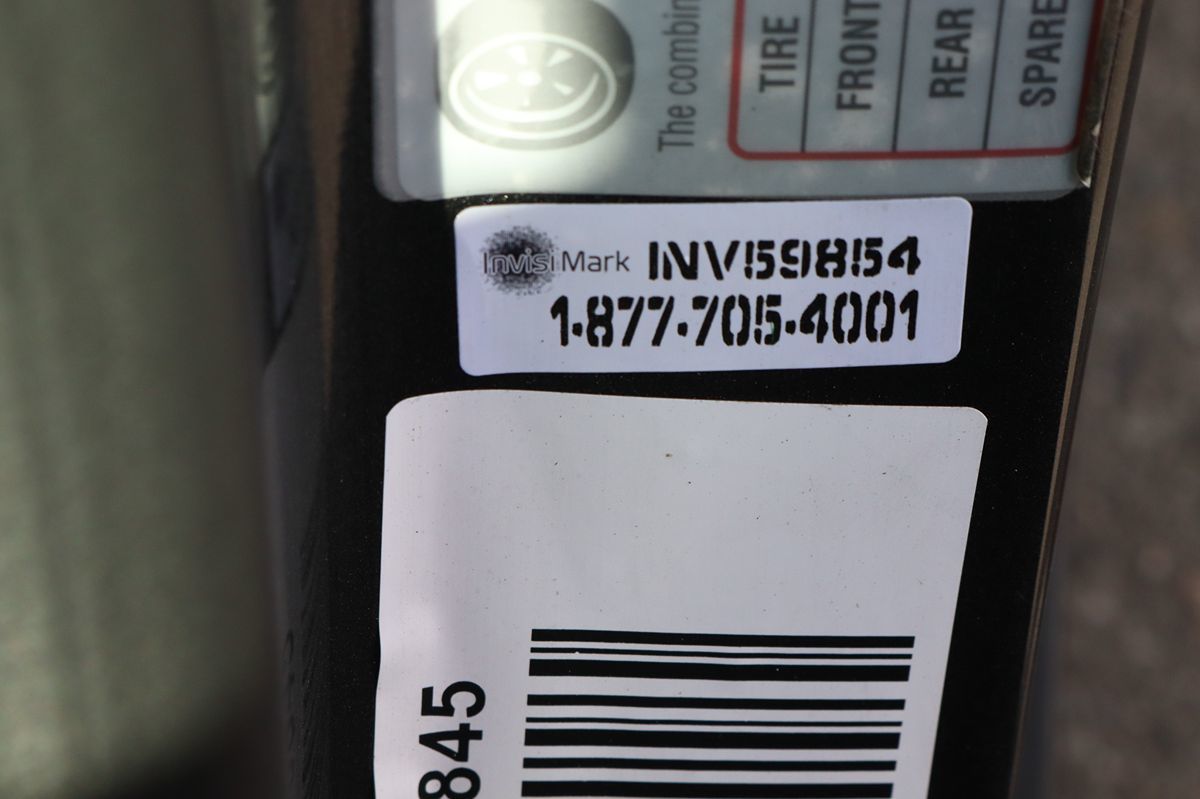 The combin
TIRE
FRONT
REAR
SPARE
InvisiMark INV59854
1-877-705-4001
845